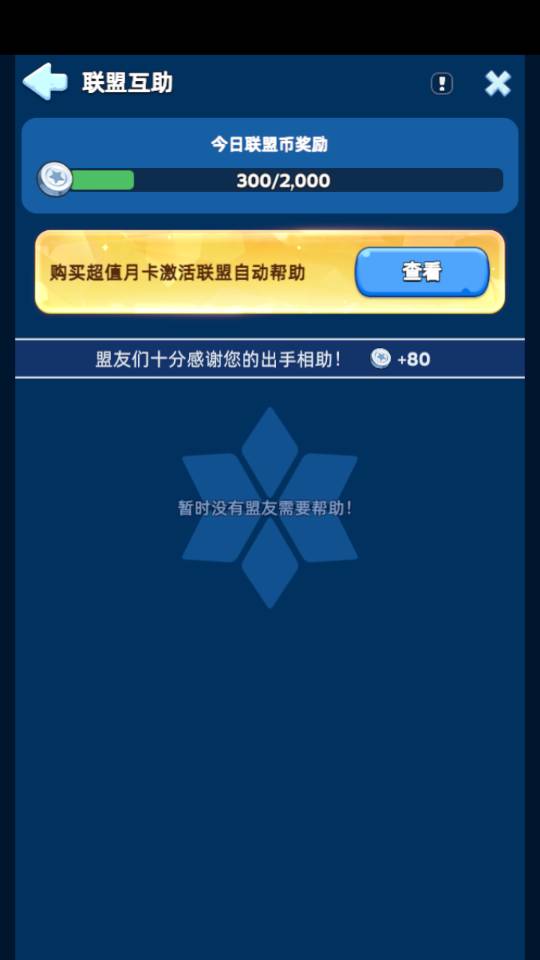 联盟互助
今日联盟币奖励
300/2,000
购买超值月卡激活联盟自动帮助
查看
盟友们十分感谢您的出手相助！ +80
暂时没有盟友需要帮助！